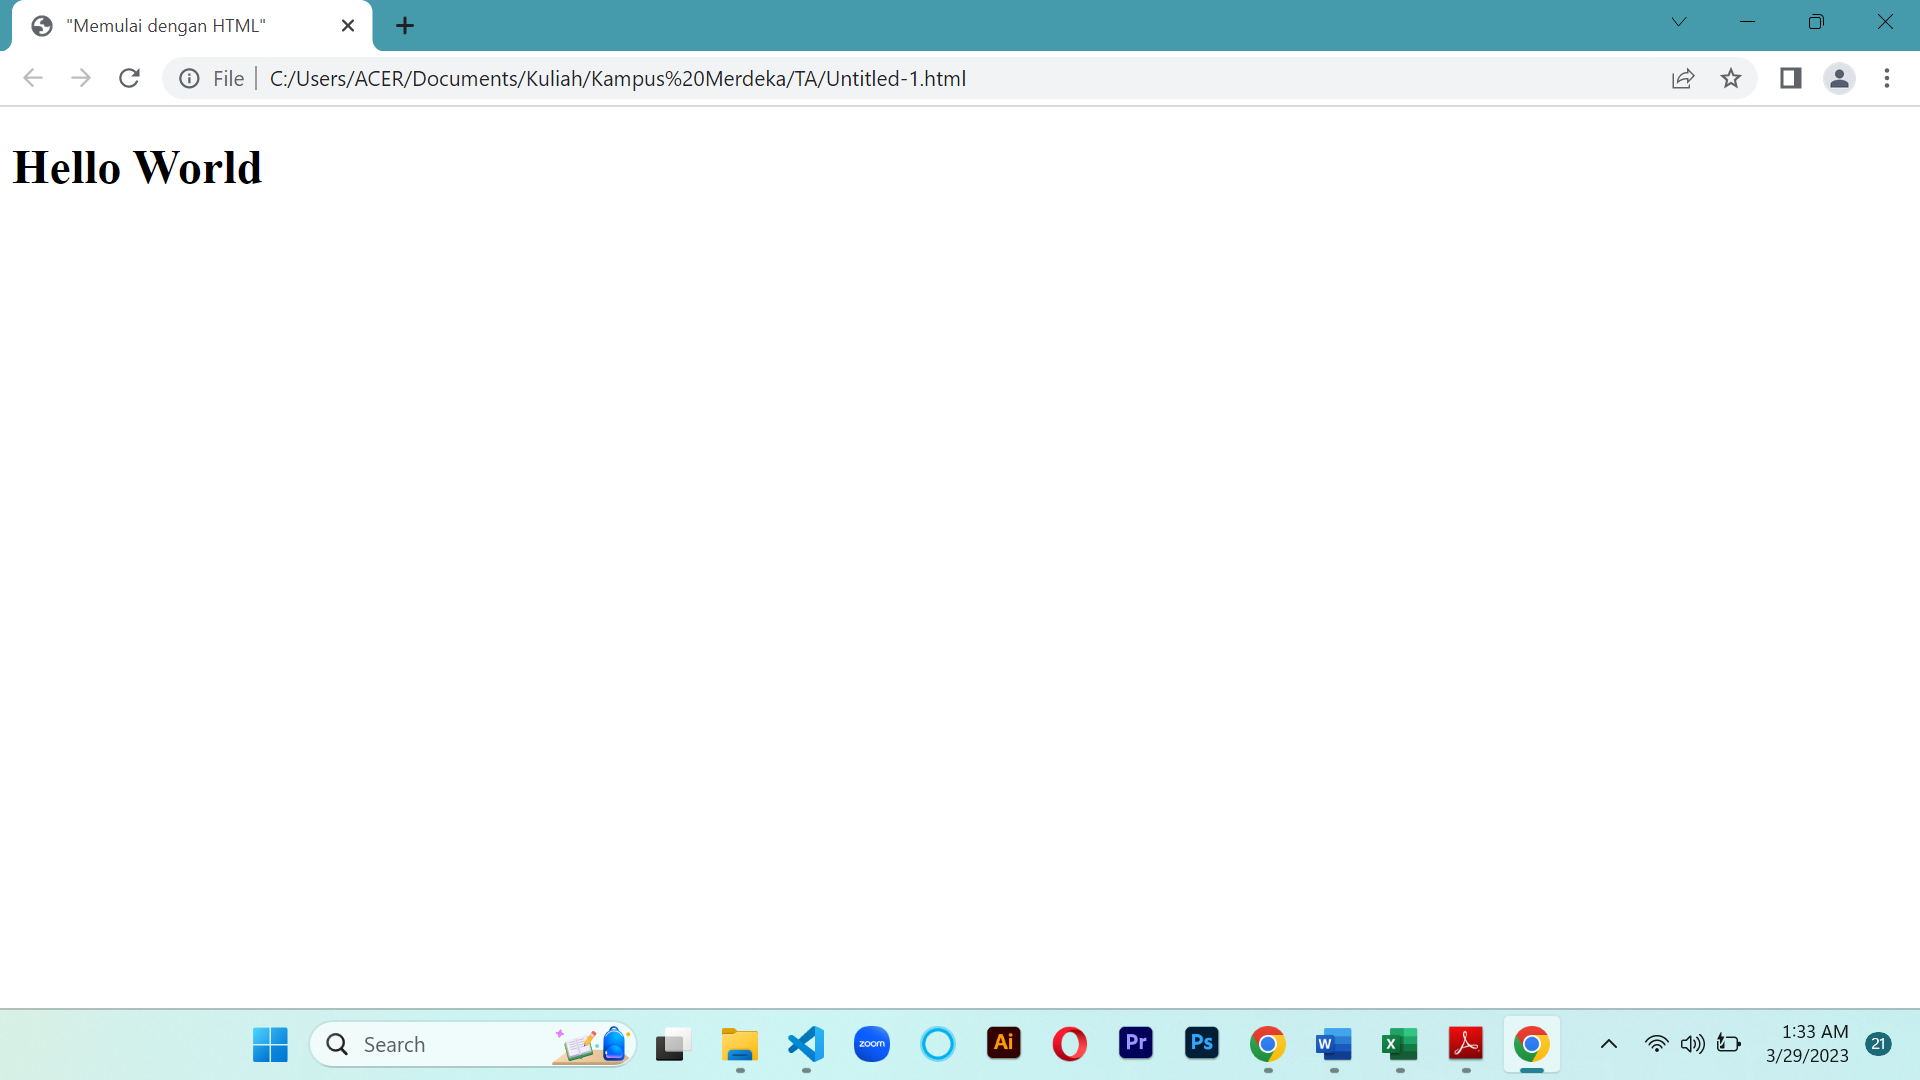 "Memulai dengan HTML"
File
C:/Users/ACER/Documents/Kuliah/Kampus%20Merdeka/TA/Untitled-1.html
Hello World
Search
zoom
Ai
Pr
Ps
W
X
1:33 AM
3/29/2023
21